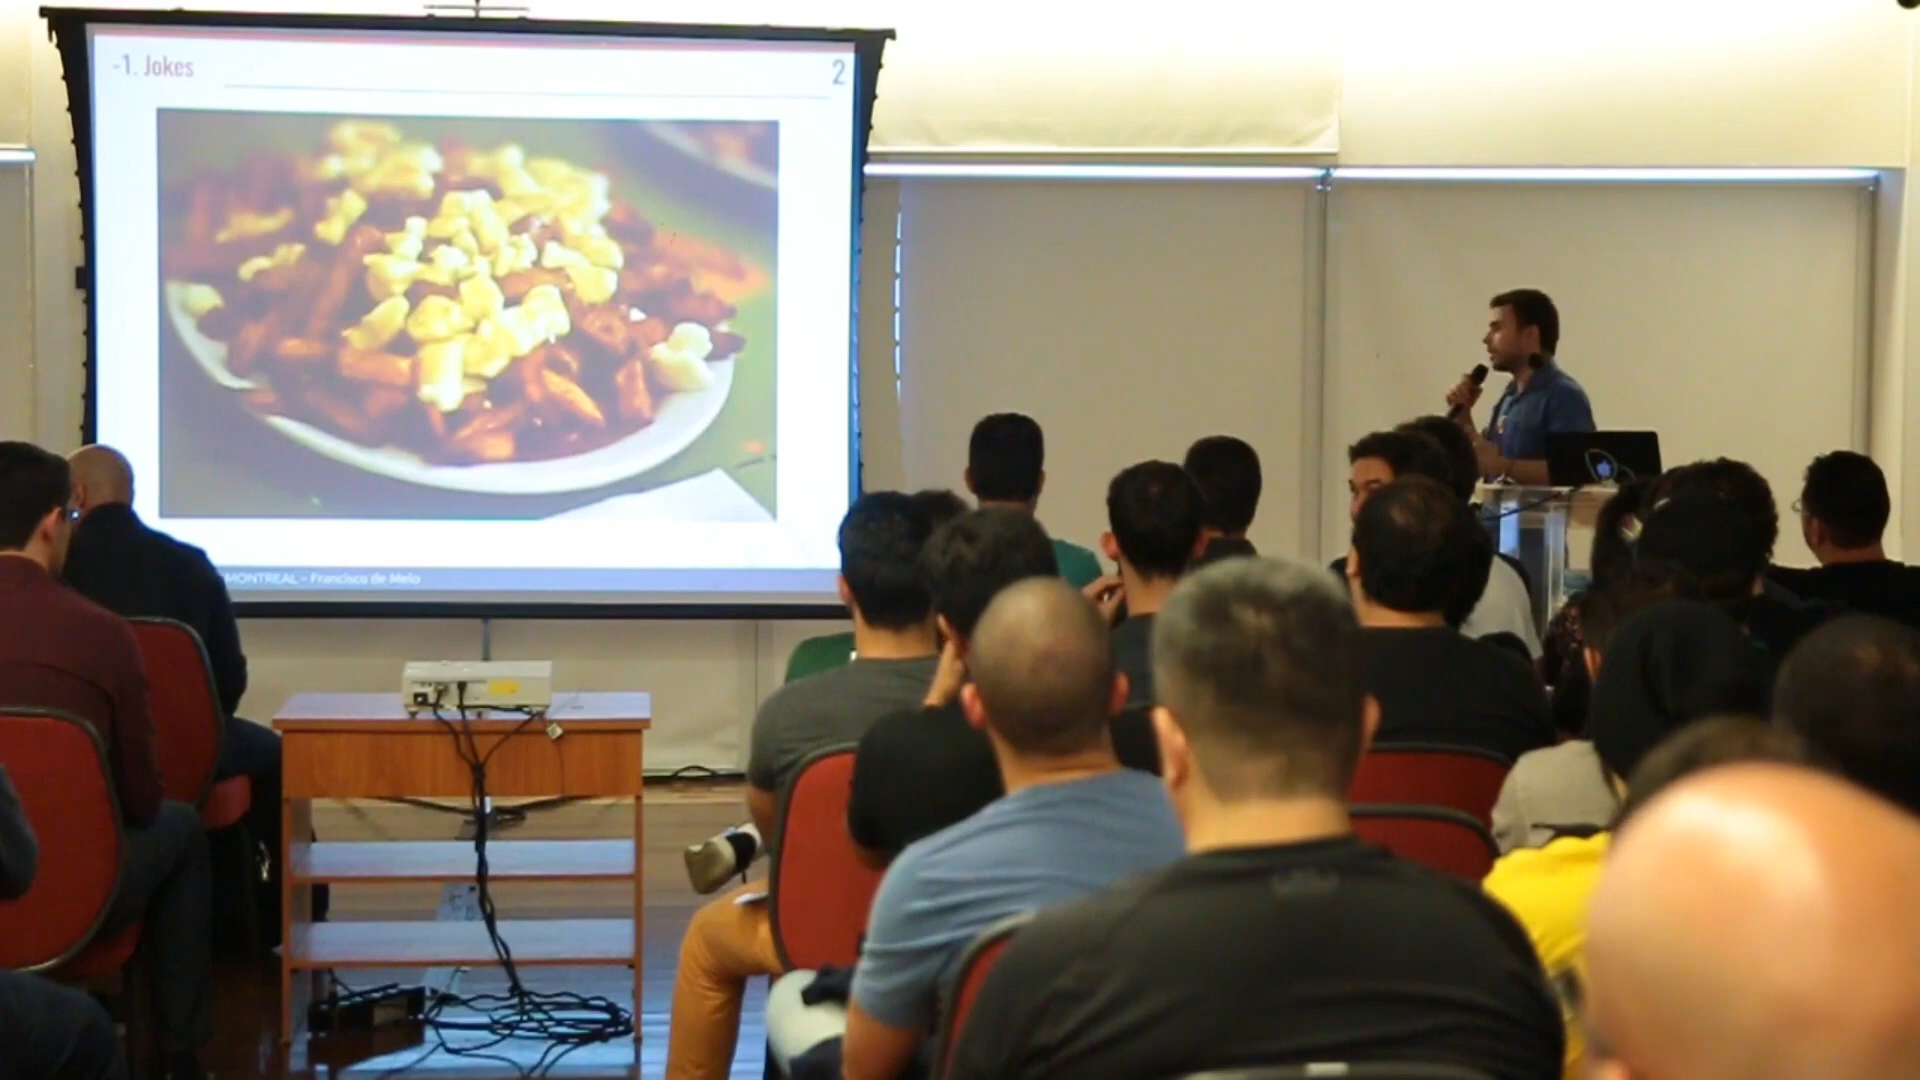 -1. Jokes
2
MONTREAL – Francisco de Melo